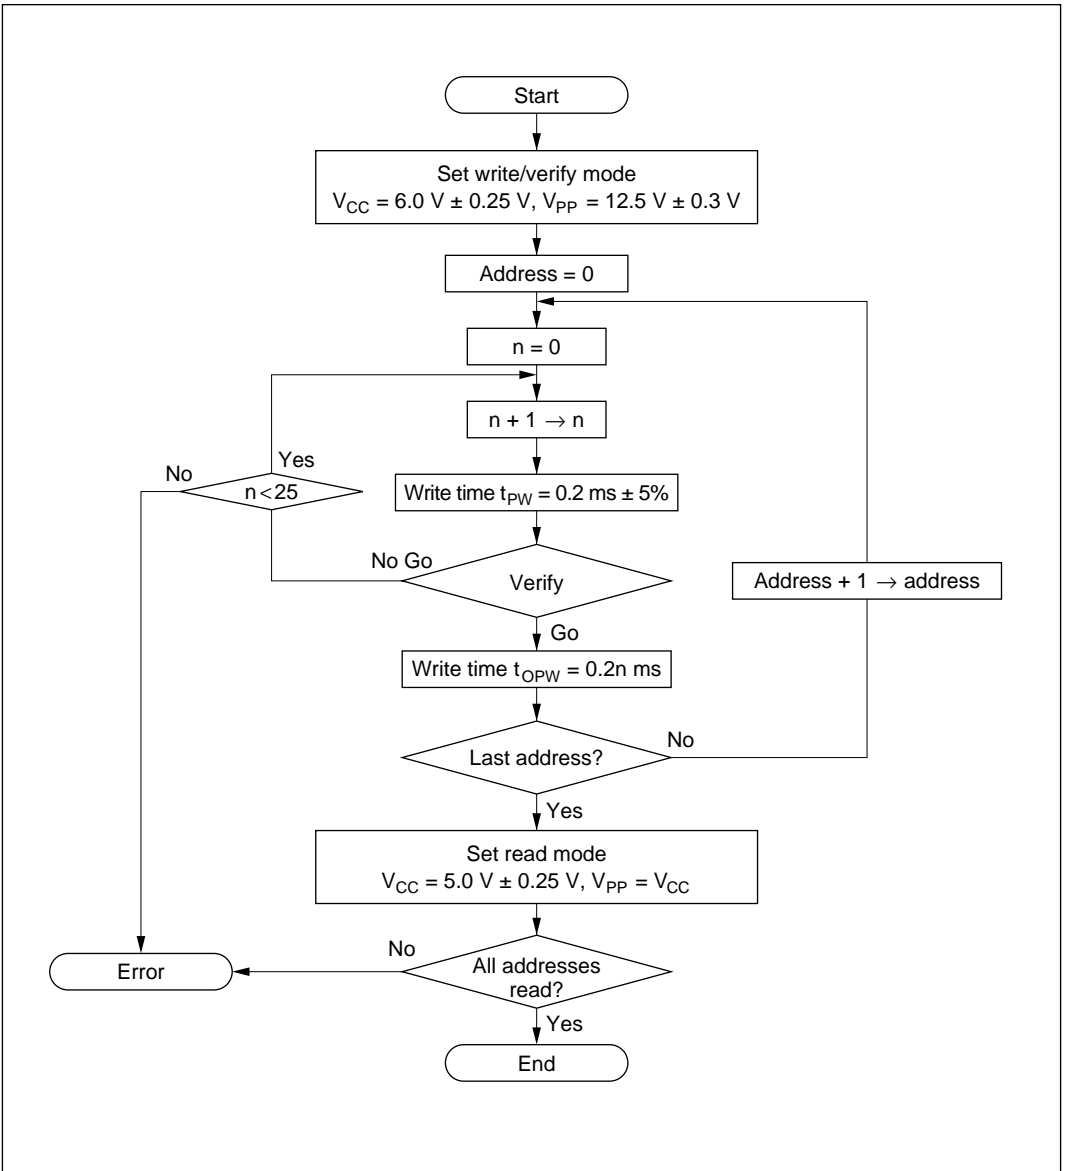 Start
Set write/verify mode
VCC = 6.0 V ± 0.25 V, VPP = 12.5 V ± 0.3 V
Address = 0
n = 0
n + 1 → n
No
Yes
n<25
Write time tPW = 0.2 ms ± 5%
No Go
Verify
Address + 1 → address
Go
Write time tOPW = 0.2n ms
Last address?
No
Yes
Set read mode
VCC = 5.0 V ± 0.25 V, VPP = VCC
No
All addresses
read?
Error
Yes
End